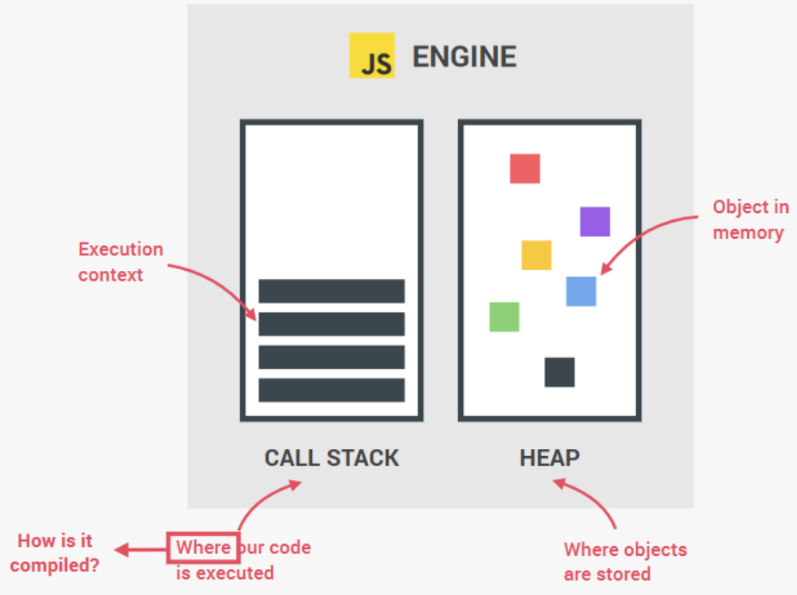 JS ENGINE
Execution
context
Object in
memory
CALL STACK
HEAP
How is it
compiled?
Where our code
is executed
Where objects
are stored